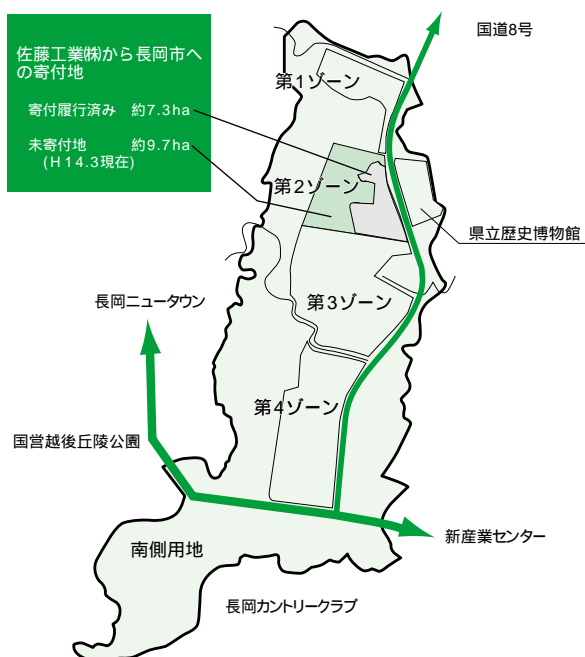 国道8号
佐藤工業㈱から長岡市へ
の寄付地
寄付履行済み 約7.3ha
未寄付地 約9.7ha
(H14.3現在)
第1ゾーン
第2ゾーン
県立歴史博物館
長岡ニュータウン
第3ゾーン
第4ゾーン
国営越後丘陵公園
新産業センター
南側用地
長岡カントリークラブ